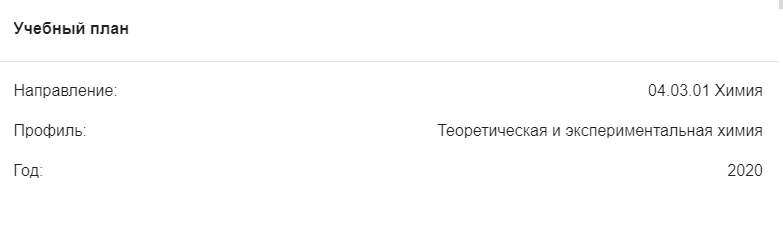 Учебный план
Направление: 04.03.01 Химия
Профиль: Теоретическая и экспериментальная химия
Год: 2020